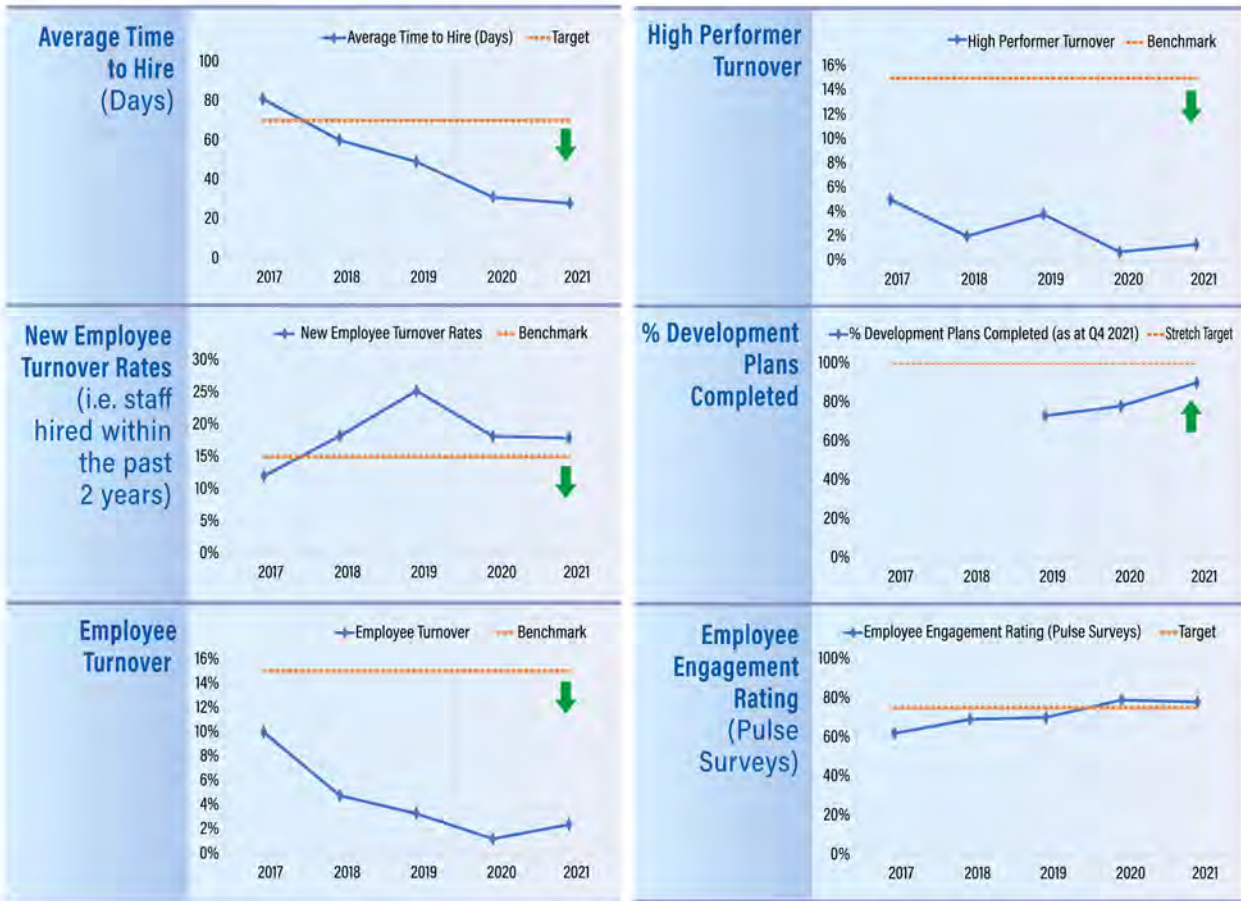 Average Time
to Hire
(Days)
Average Time to Hire (Days) Target
100
80
60
40
20
0
2017 2018 2019 2020 2021
High Performer
Turnover
High Performer Turnover Benchmark
16%
14%
12%
10%
8%
6%
4%
2%
0%
2017 2018 2019 2020 2021
New Employee
Turnover Rates
(i.e. staff
hired within
the past
2 years)
New Employee Turnover Rates Benchmark
30%
25%
20%
15%
10%
5%
0%
2017 2018 2019 2020 2021
% Development
Plans
Completed
% Development Plans Completed (as at Q4 2021) Stretch Target
100%
80%
60%
40%
20%
0%
2017 2018 2019 2020 2021
Employee
Turnover
Employee Turnover Benchmark
16%
14%
12%
10%
8%
6%
4%
2%
0%
2017 2018 2019 2020 2021
Employee
Engagement
Rating
(Pulse
Surveys)
Employee Engagement Rating (Pulse Surveys) Target
100%
80%
60%
40%
20%
0%
2017 2018 2019 2020 2021